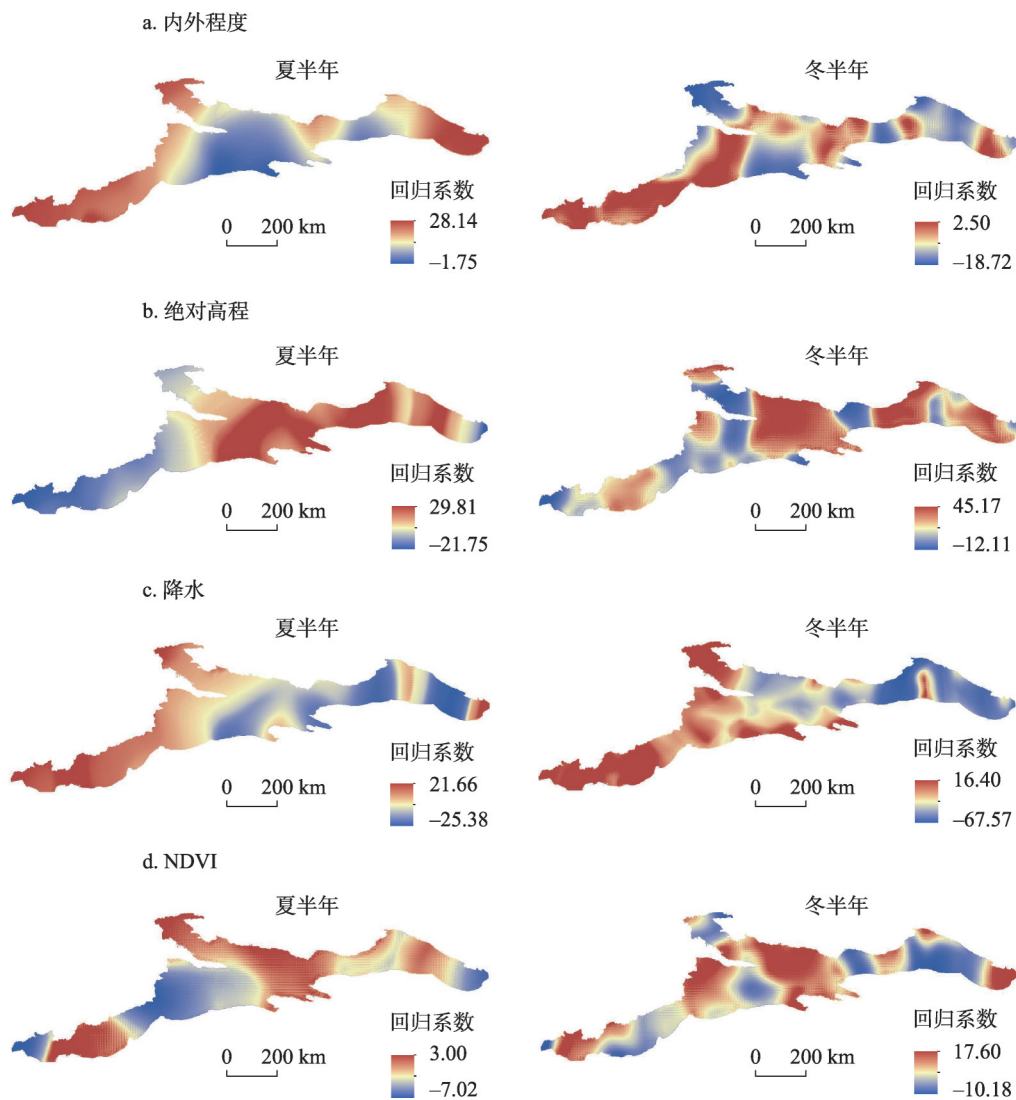 a. 内外程度
夏半年
冬半年
回归系数
28.14
−1.75
0 200 km
回归系数
2.50
−18.72
0 200 km
b. 绝对高程
夏半年
冬半年
回归系数
29.81
−21.75
0 200 km
回归系数
45.17
−12.11
0 200 km
c. 降水
夏半年
冬半年
回归系数
21.66
−25.38
0 200 km
回归系数
16.40
−67.57
0 200 km
d. NDVI
夏半年
冬半年
回归系数
3.00
−7.02
0 200 km
回归系数
17.60
−10.18
0 200 km